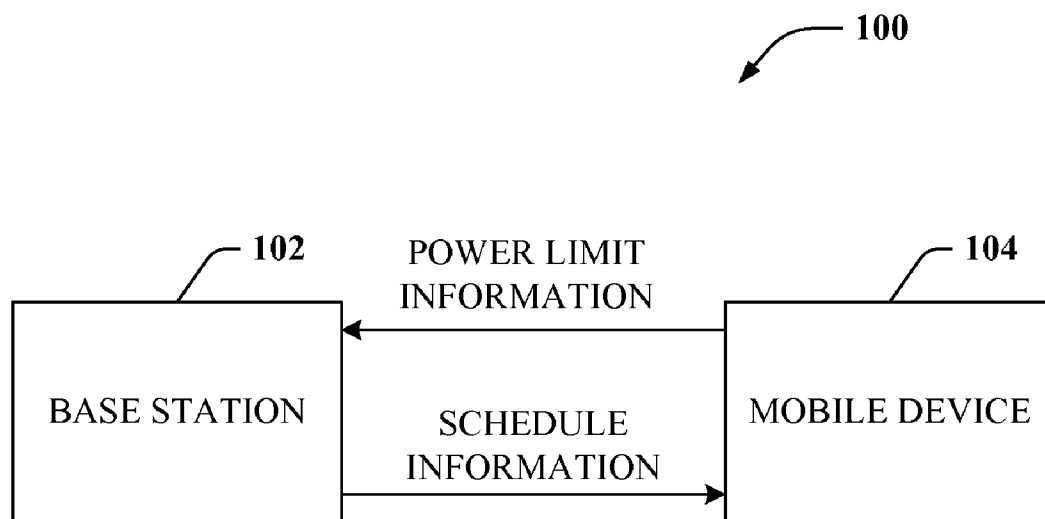 100
102
POWER LIMIT
INFORMATION
104
BASE STATION
SCHEDULE
INFORMATION
MOBILE DEVICE